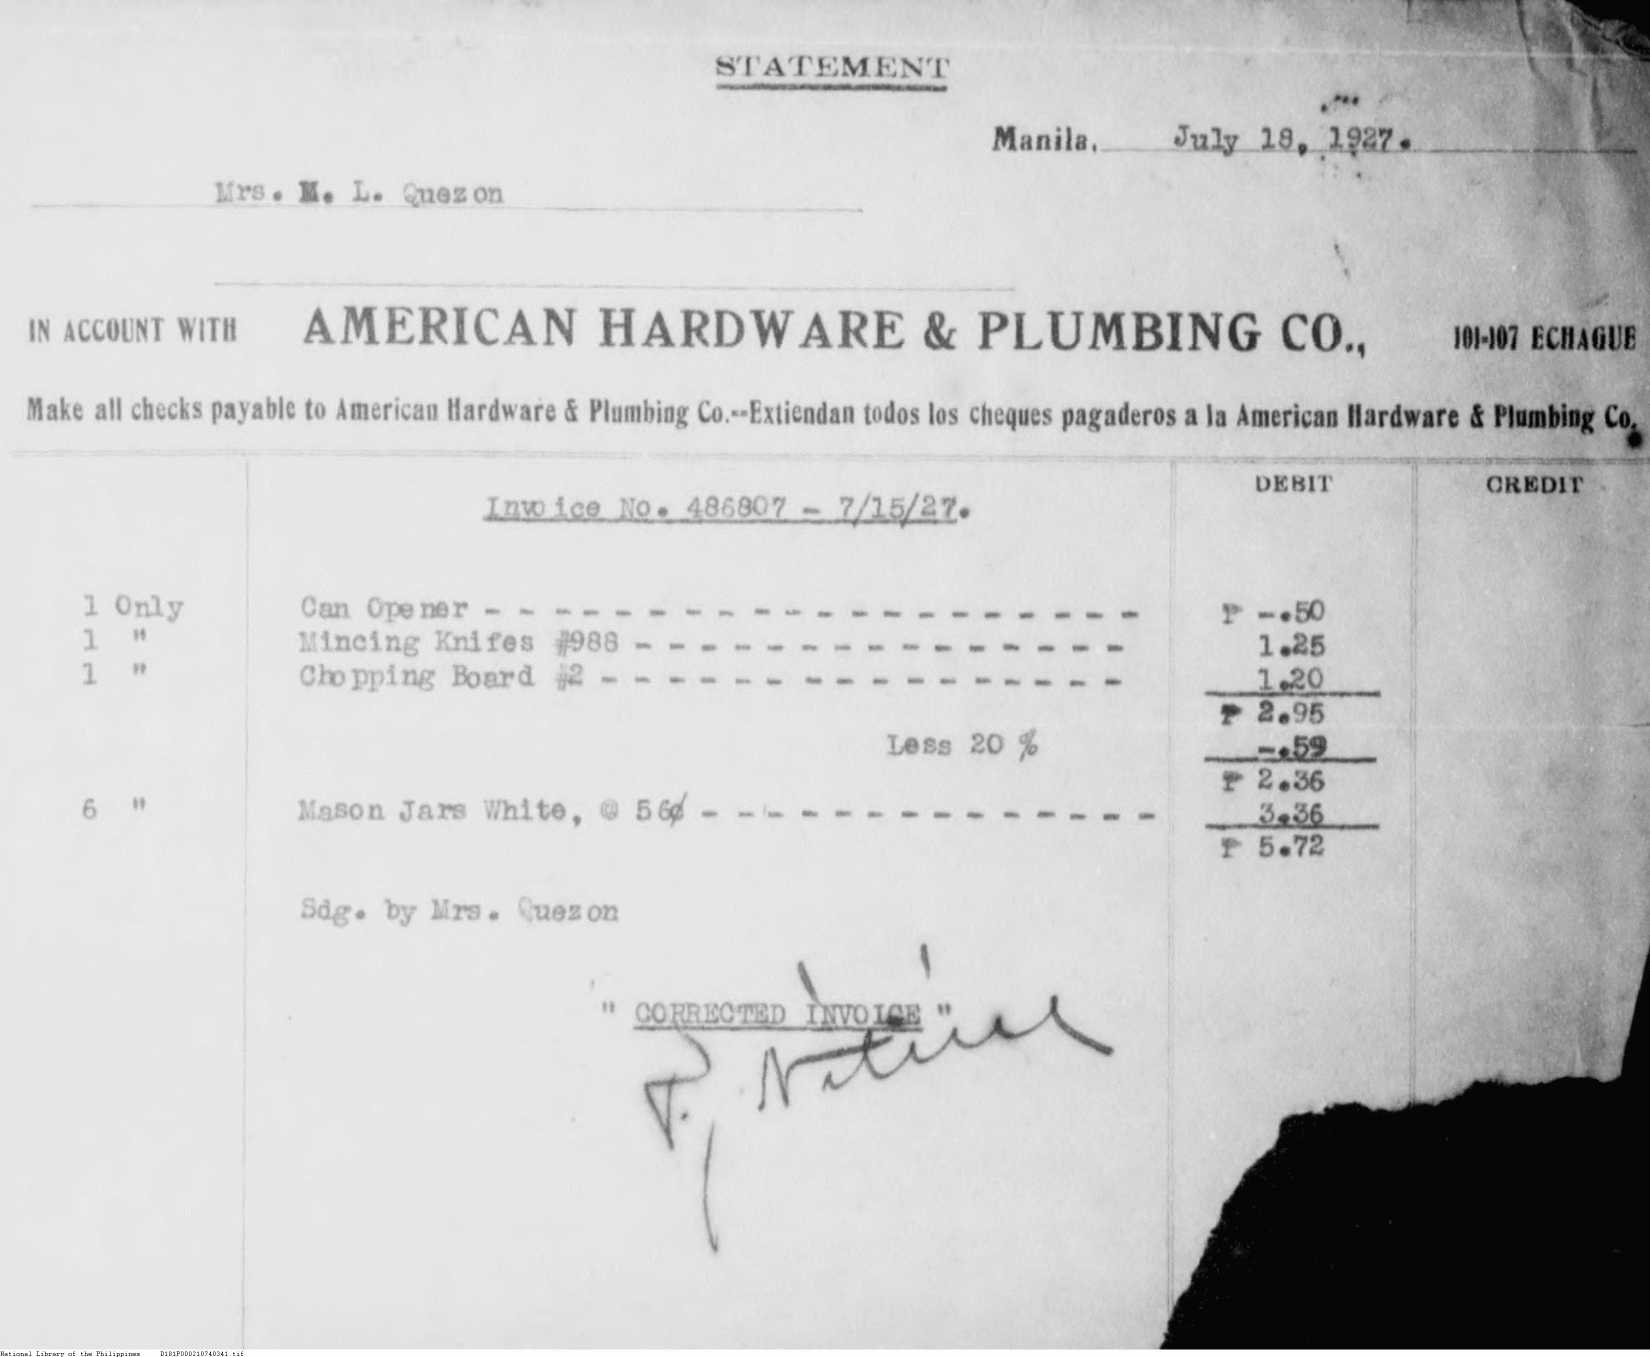 STATEMENT
Manila, July 18, 1927.
Mrs. M. L. Quezon
IN ACCOUNT WITH AMERICAN HARDWARE & PLUMBING CO., 101-107 ECHAGUE
Make all checks payable to American Hardware & Plumbing Co.--Extiendan todos los cheques pagaderos a la American Hardware & Plumbing Co.
DEBIT CREDIT
Invoice No. 486807 - 7/15/27.
1 Only Can Opener - - - - - - - - - - - - - - - - - - - - ₱ -.50
1 " Mincing Knifes #988 - - - - - - - - - - - - - - - 1.25
1 " Chopping Board #2 - - - - - - - - - - - - - - - - 1.20
₱ 2.95
Less 20 % -.59
₱ 2.36
6 " Mason Jars White, @ 56¢ - - - - - - - - - - - - - - 3.36
₱ 5.72
Sdg. by Mrs. Quezon
" CORRECTED INVOICE "
National Library of the Philippines D101P000210740341.tif